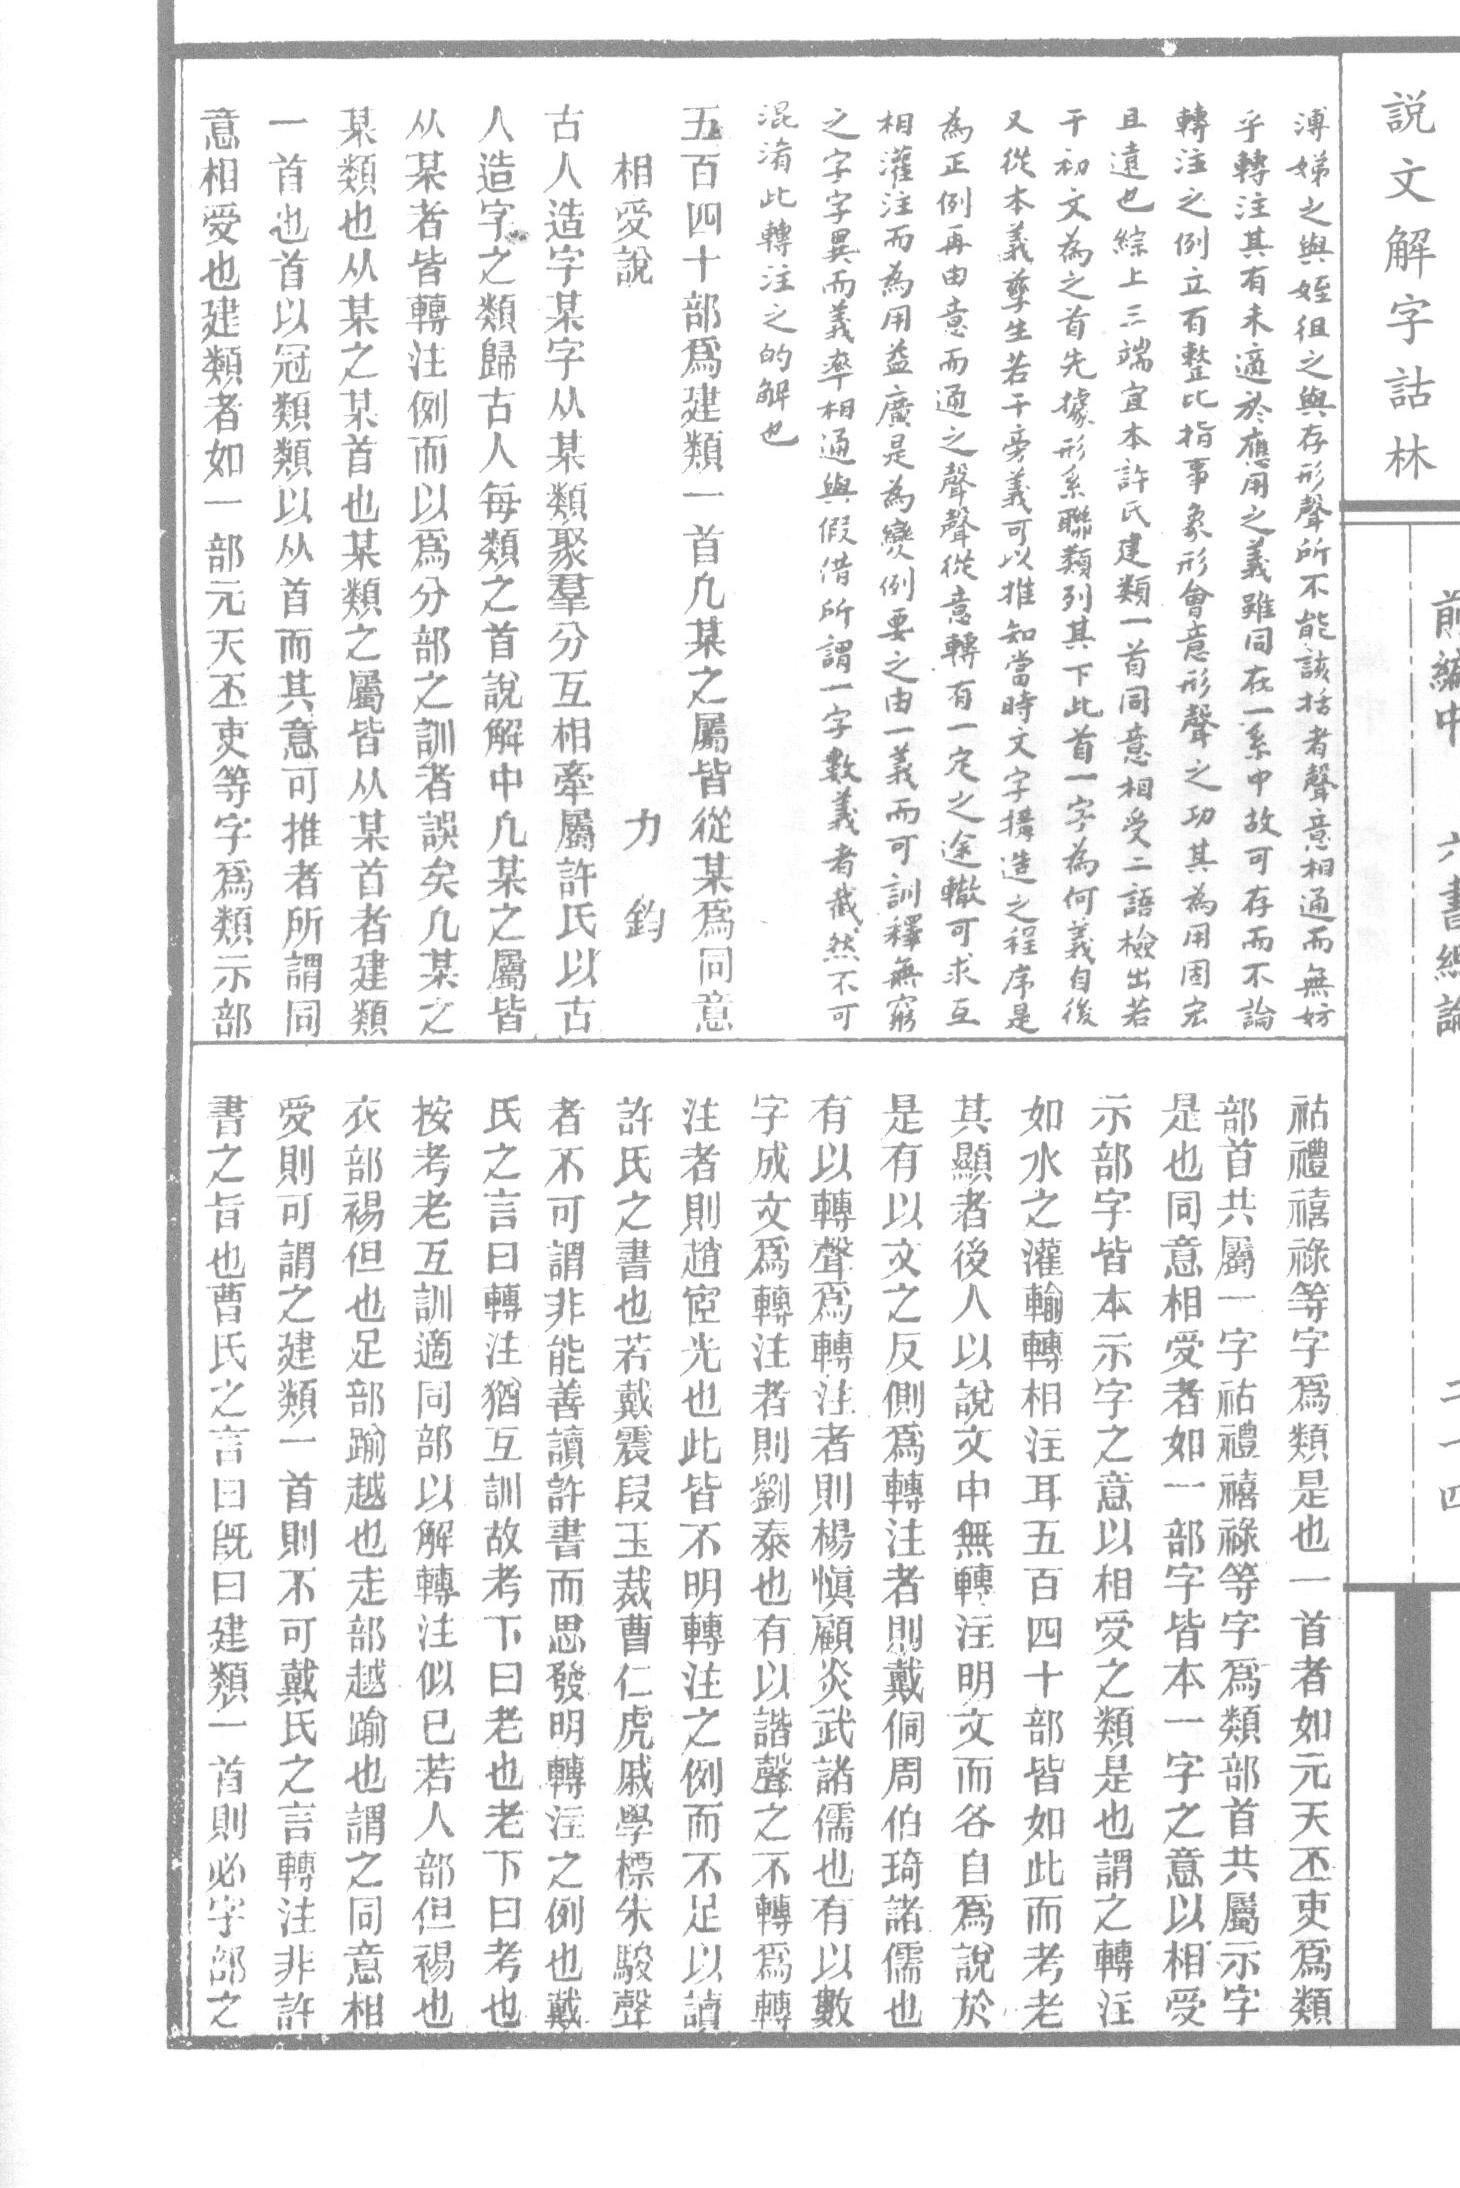 說文解字詁林
前編中
六書總論
二一四
溥娣之與姪徂之與存形聲所不能該括者聲意相通而無妨
乎轉注其有未適於應用之義雖同在一系中故可存而不論
轉注之例立有整比指事象形會意形聲之功其為用固宏
且遠也綜上三端宜本許氏建類一首同意相受二語檢出若
干初文為之首先據形系聯類列其下此首一字為何義自後
又從本義孳生若干旁義可以推知當時文字搆造之程序是
為正例再由意而通之聲聲從意轉有一定之途轍可求互
相灌注而為用益廣是為變例要之由一義而可訓釋無窮
之字字異而義率相通與假借所謂一字數義者截然不可
混淆此轉注之的解也
五百四十部爲建類一首凡某之屬皆從某爲同意
相受說
力鈞
古人造字某字从某類聚羣分互相牽屬許氏以古
人造字之類歸古人每類之首說解中凡某之屬皆
从某者皆轉注例而以爲分部之訓者誤矣凡某之
某類也从某之某首也某類之屬皆从某首者建類
一首也首以冠類類以从首而其意可推者所謂同
意相受也建類者如一部元天丕吏等字爲類示部
祜禮禧祿等字爲類是也一首者如元天丕吏爲類
部首共屬一字祜禮禧祿等字爲類部首共屬示字
是也同意相受者如一部字皆本一字之意以相受
示部字皆本示字之意以相受之類是也謂之轉注
如水之灌輸轉相注耳五百四十部皆如此而考老
其顯者後人以說文中無轉注明文而各自爲說於
是有以文之反側爲轉注者則戴侗周伯琦諸儒也
有以轉聲爲轉注者則楊愼顧炎武諸儒也有以數
字成文爲轉注者則劉泰也有以諧聲之不轉爲轉
注者則趙宧光也此皆不明轉注之例而不足以讀
許氏之書也若戴震段玉裁曹仁虎戚學標朱駿聲
者不可謂非能善讀許書而思發明轉注之例也戴
氏之言曰轉注猶互訓故考下曰老也老下曰考也
按考老互訓適同部以解轉注似已若人部但裼也
衣部裼但也足部踰越也走部越踰也謂之同意相
受則可謂之建類一首則不可戴氏之言轉注非許
書之旨也曹氏之言曰旣曰建類一首則必字部之